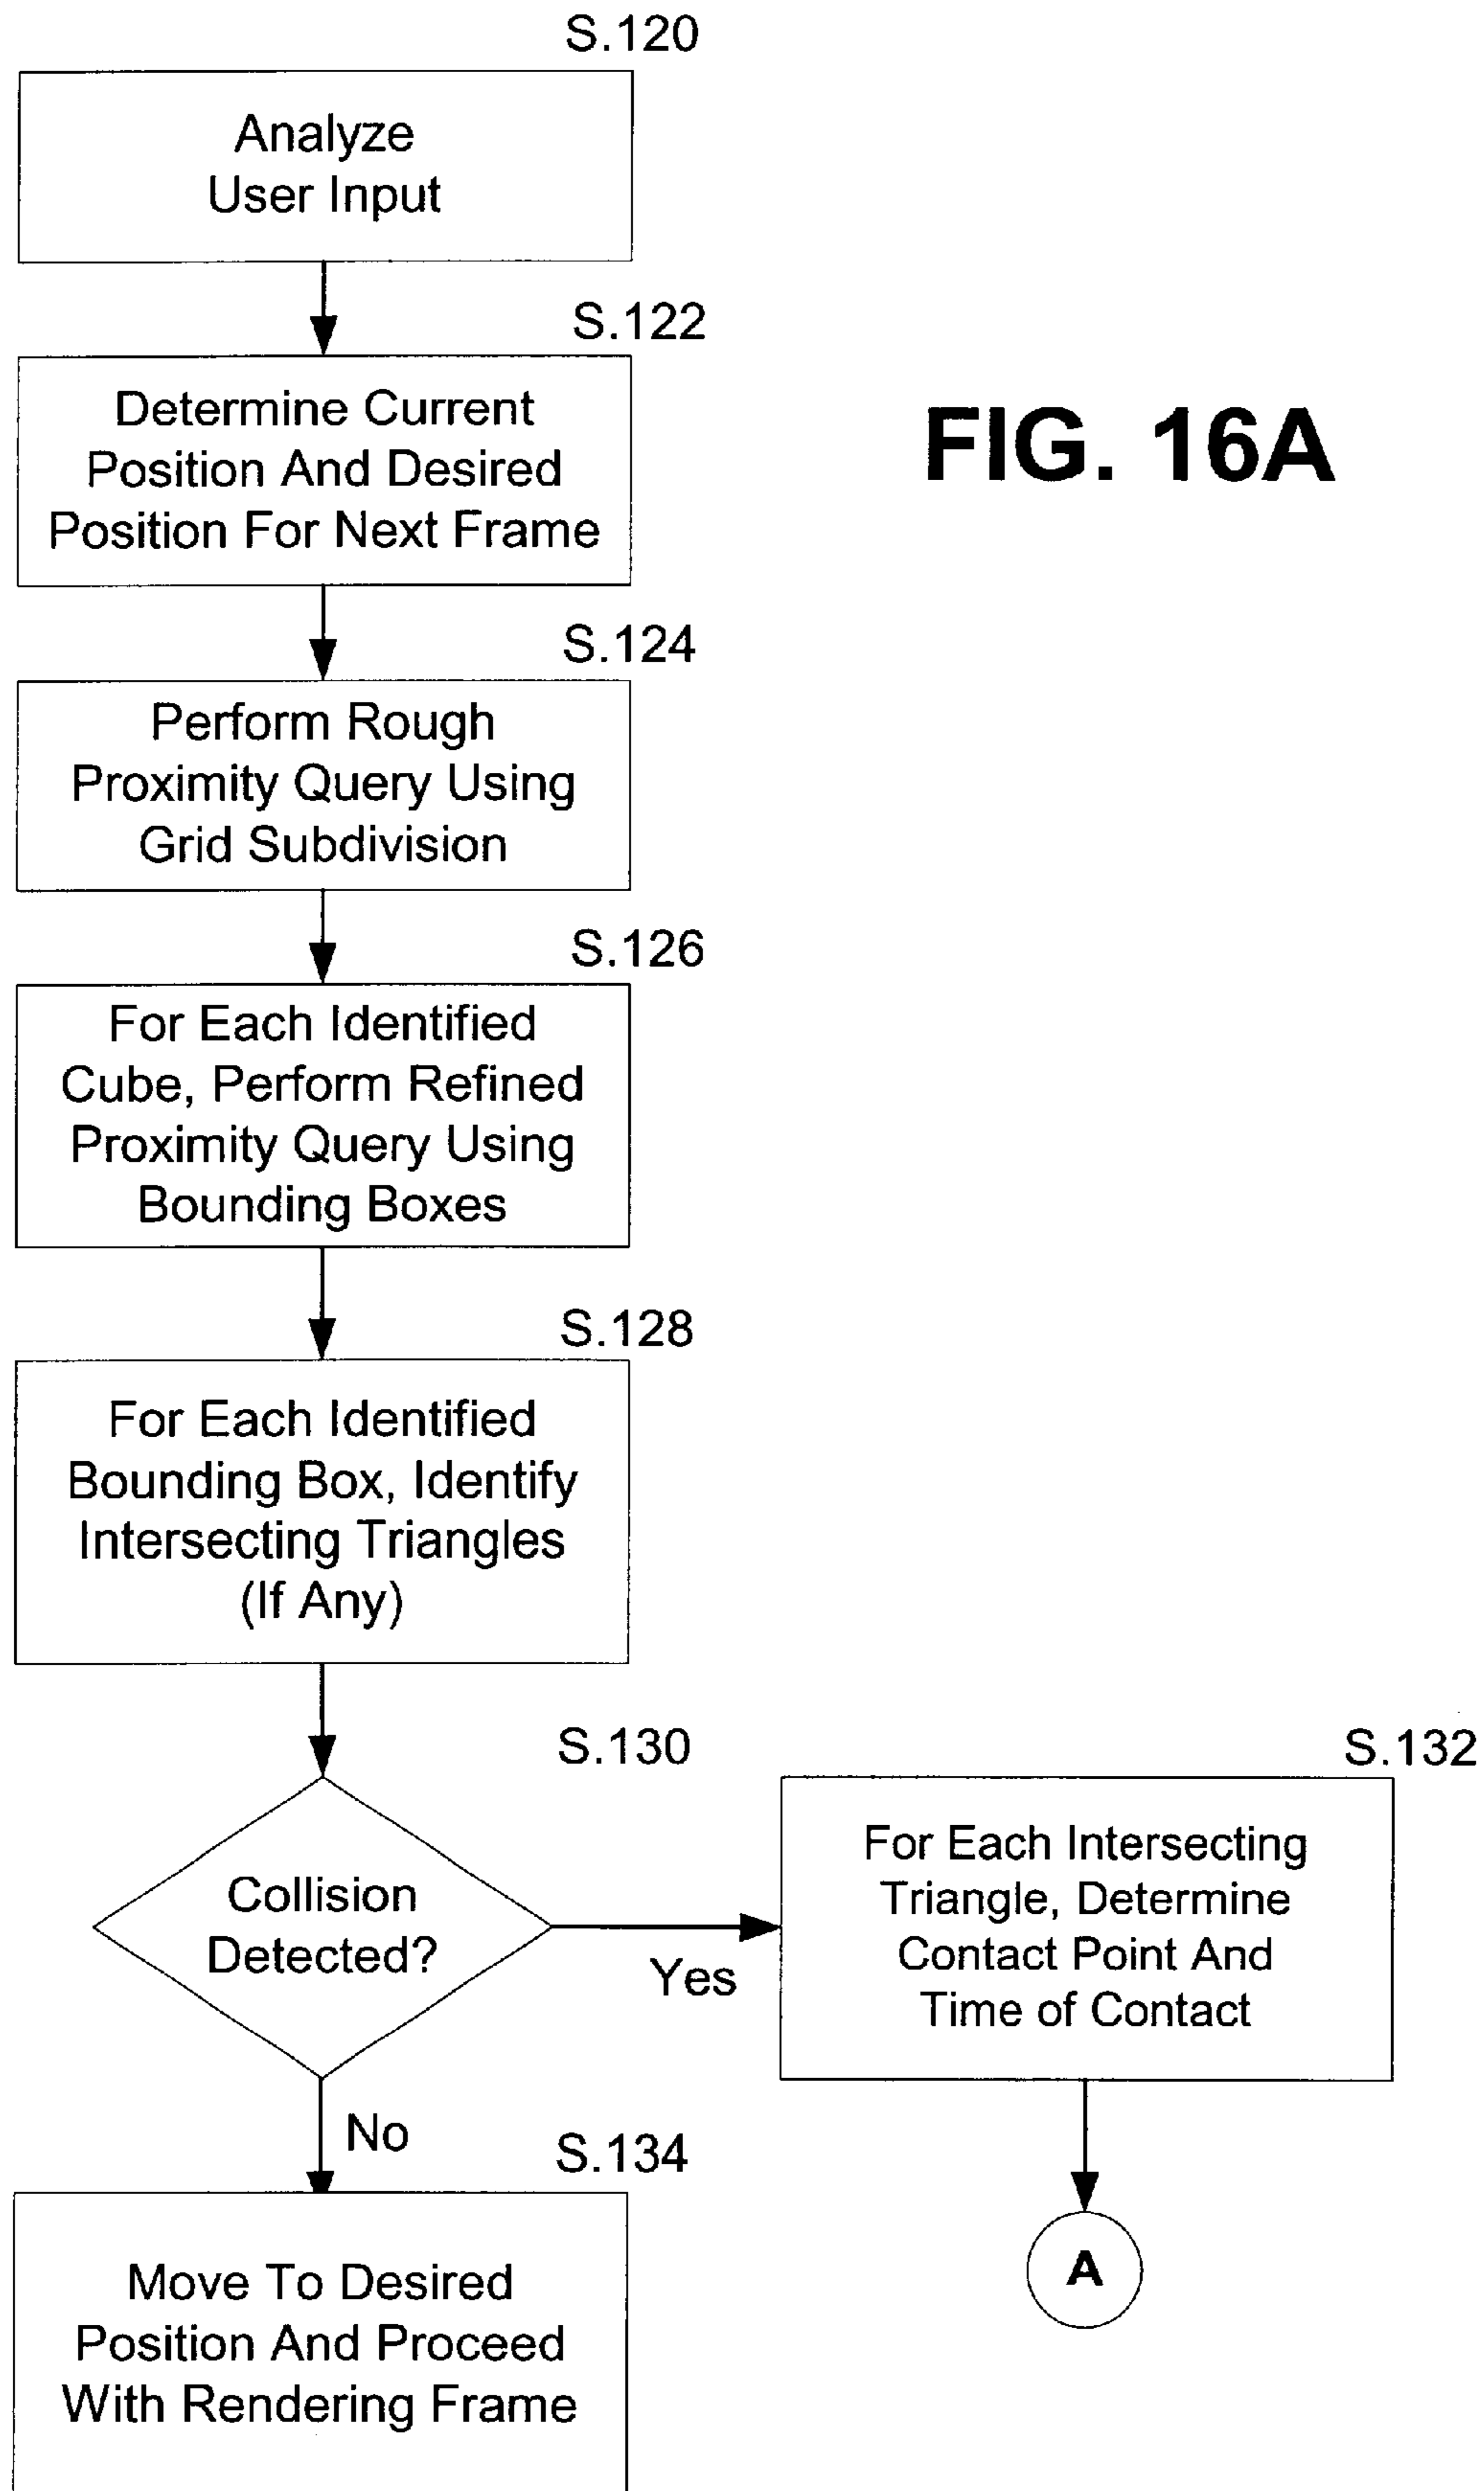 S.120
Analyze
User Input
S.122
Determine Current
Position And Desired
Position For Next Frame
FIG. 16A
S.124
Perform Rough
Proximity Query Using
Grid Subdivision
S.126
For Each Identified
Cube, Perform Refined
Proximity Query Using
Bounding Boxes
S.128
For Each Identified
Bounding Box, Identify
Intersecting Triangles
(If Any)
S.130
Collision
Detected?
Yes
S.132
For Each Intersecting
Triangle, Determine
Contact Point And
Time of Contact
A
No
S.134
Move To Desired
Position And Proceed
With Rendering Frame